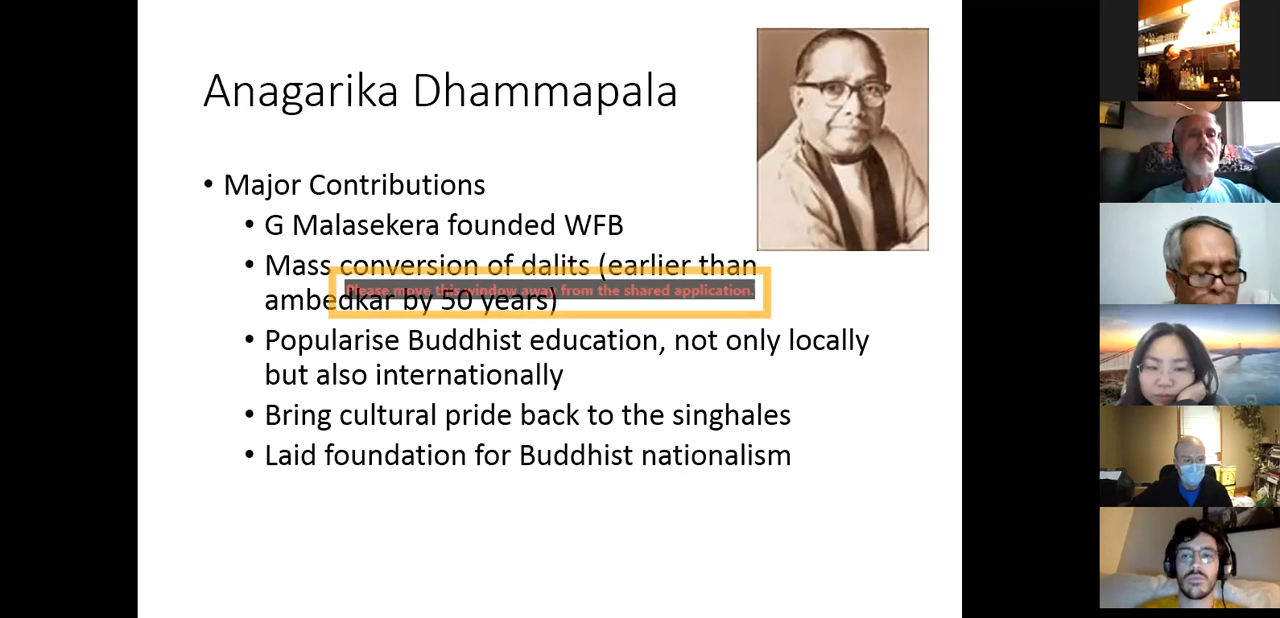 Anagarika Dhammapala
• Major Contributions
• G Malasekera founded WFB
• Mass conversion of dalits (earlier than
Please move this window away from the shared application.
ambedkar by 50 years)
• Popularise Buddhist education, not only locally
but also internationally
• Bring cultural pride back to the singhales
• Laid foundation for Buddhist nationalism